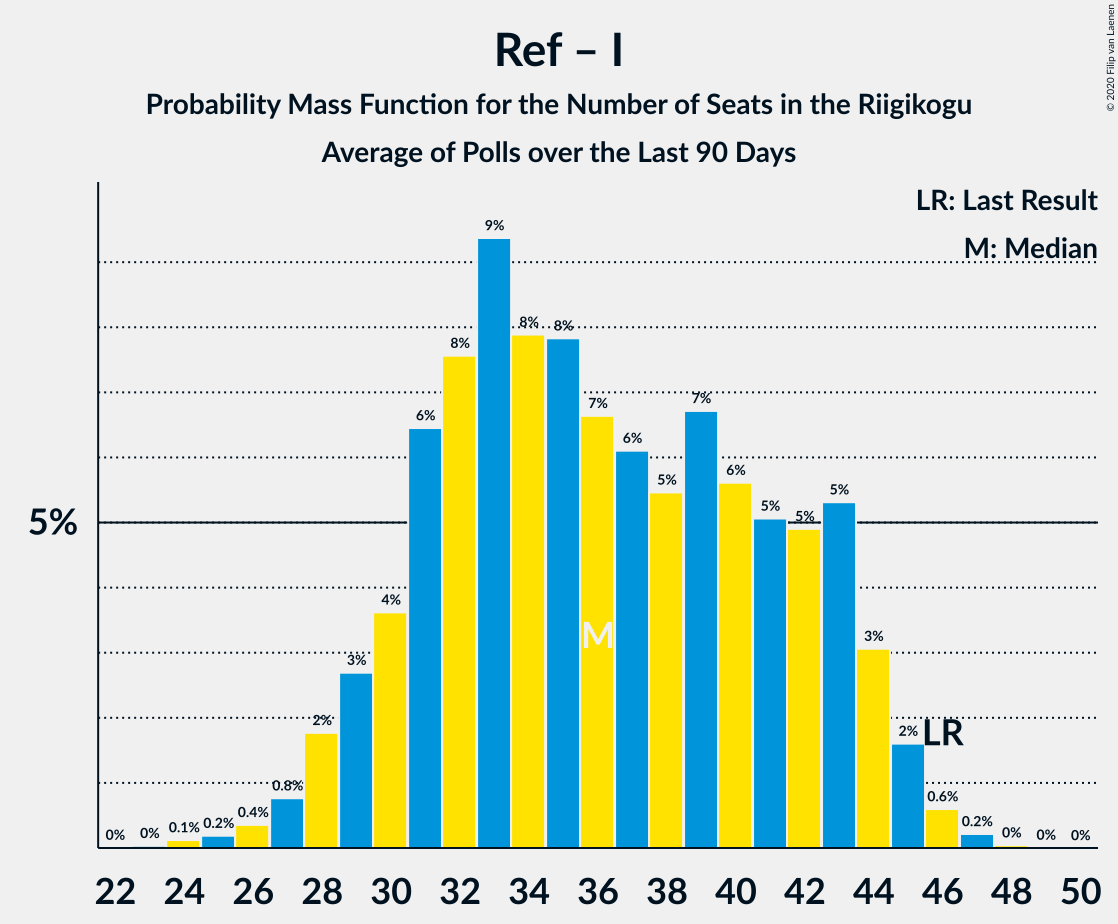 Ref – I
Probability Mass Function for the Number of Seats in the Riigikogu
Average of Polls over the Last 90 Days
© 2020 Filip van Laenen
LR: Last Result
M: Median
5%
0% 0% 0.1% 0.2% 0.4% 0.8% 2% 3% 4% 6% 8% 9% 8% 8% 7% 6% 5% 7% 6% 5% 5% 5% 3% 2% 0.6% 0.2% 0% 0% 0%
M
LR
22 24 26 28 30 32 34 36 38 40 42 44 46 48 50